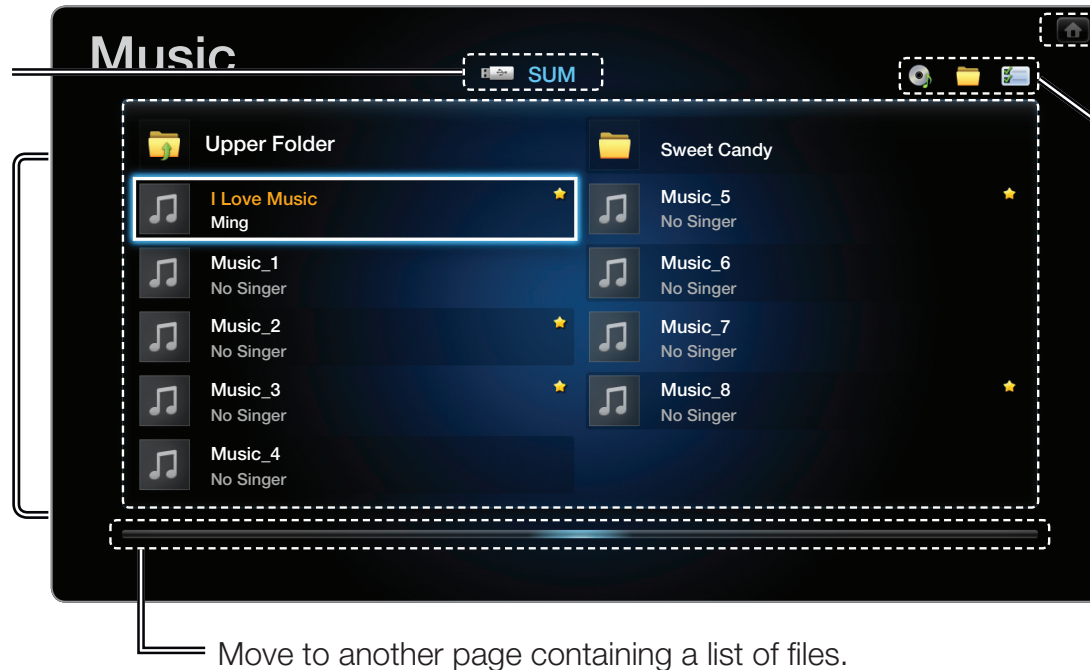 Music
SUM
Upper Folder
I Love Music
Ming
Music_1
No Singer
Music_2
No Singer
Music_3
No Singer
Music_4
No Singer
Sweet Candy
Music_5
No Singer
Music_6
No Singer
Music_7
No Singer
Music_8
No Singer
Move to another page containing a list of files.